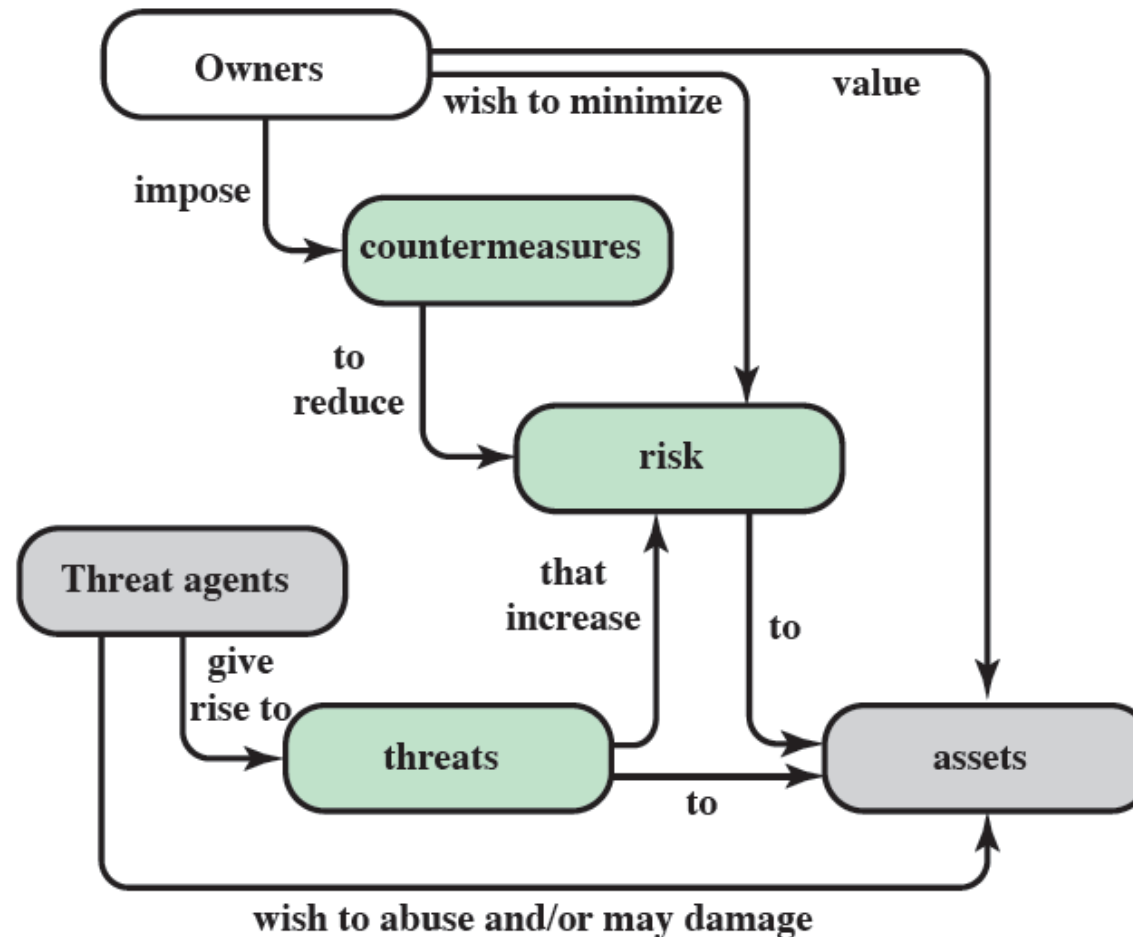 Owners
value
wish to minimize
impose
countermeasures
to
reduce
risk
Threat agents
that
increase
to
give
rise to
threats
assets
to
wish to abuse and/or may damage